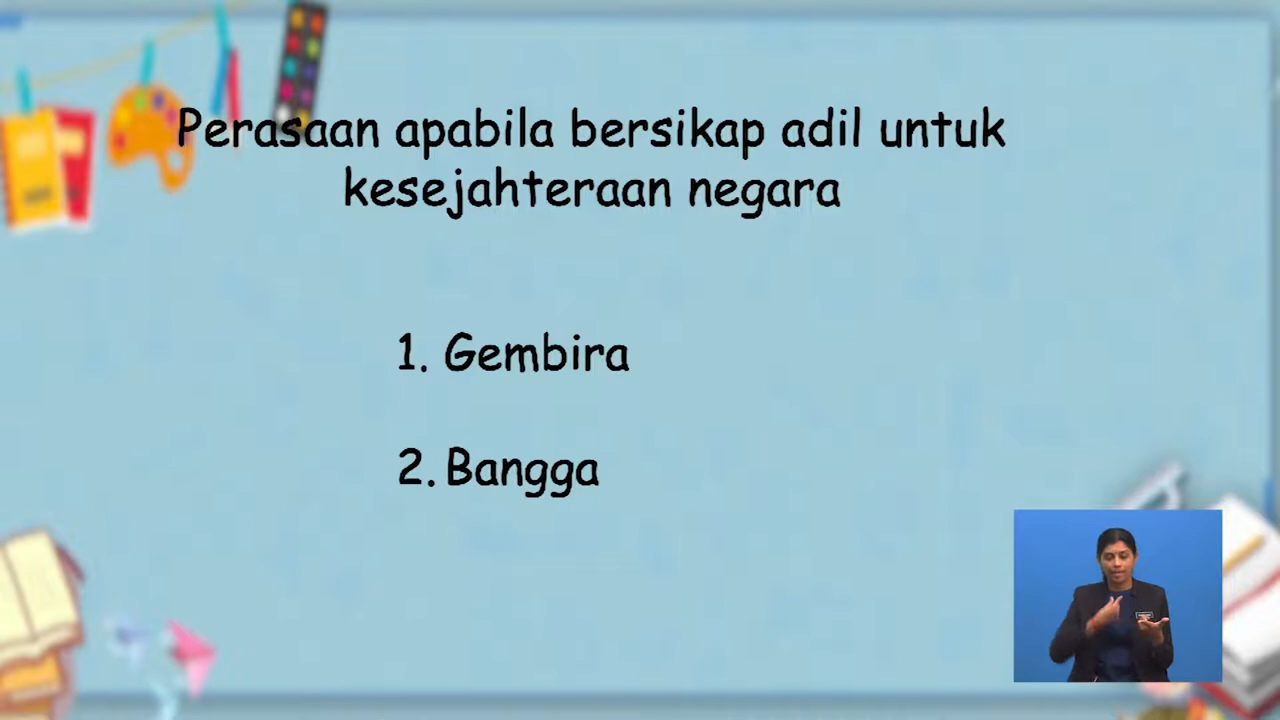 Perasaan apabila bersikap adil untuk
kesejahteraan negara
1. Gembira
2. Bangga